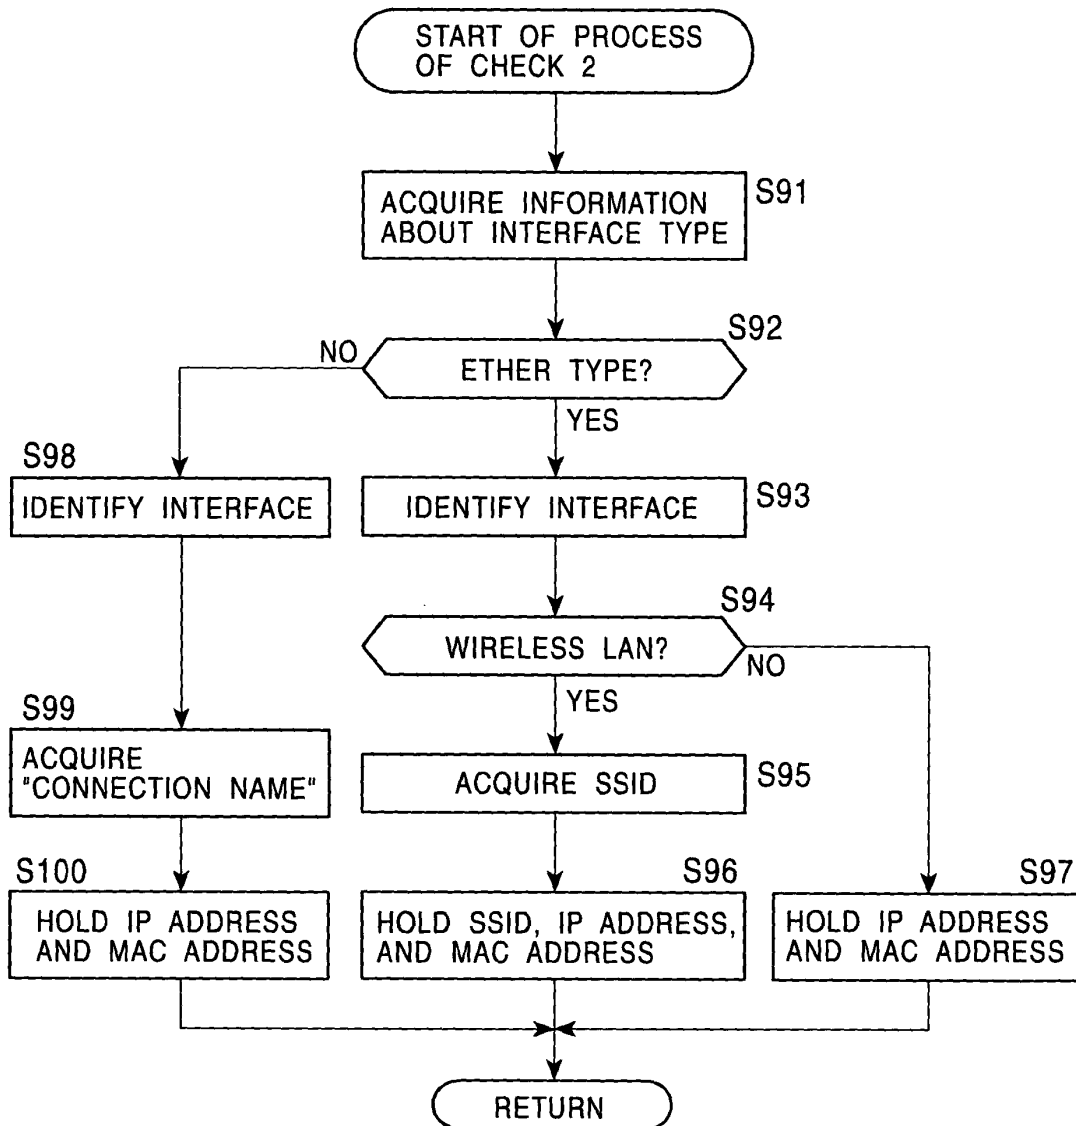 START OF PROCESS
OF CHECK 2
ACQUIRE INFORMATION
ABOUT INTERFACE TYPE
S91
S92
ETHER TYPE?
NO
YES
S98
IDENTIFY INTERFACE
IDENTIFY INTERFACE
S93
S94
WIRELESS LAN?
NO
YES
S99
ACQUIRE
"CONNECTION NAME"
ACQUIRE SSID
S95
S100
HOLD IP ADDRESS
AND MAC ADDRESS
S96
HOLD SSID, IP ADDRESS,
AND MAC ADDRESS
S97
HOLD IP ADDRESS
AND MAC ADDRESS
RETURN